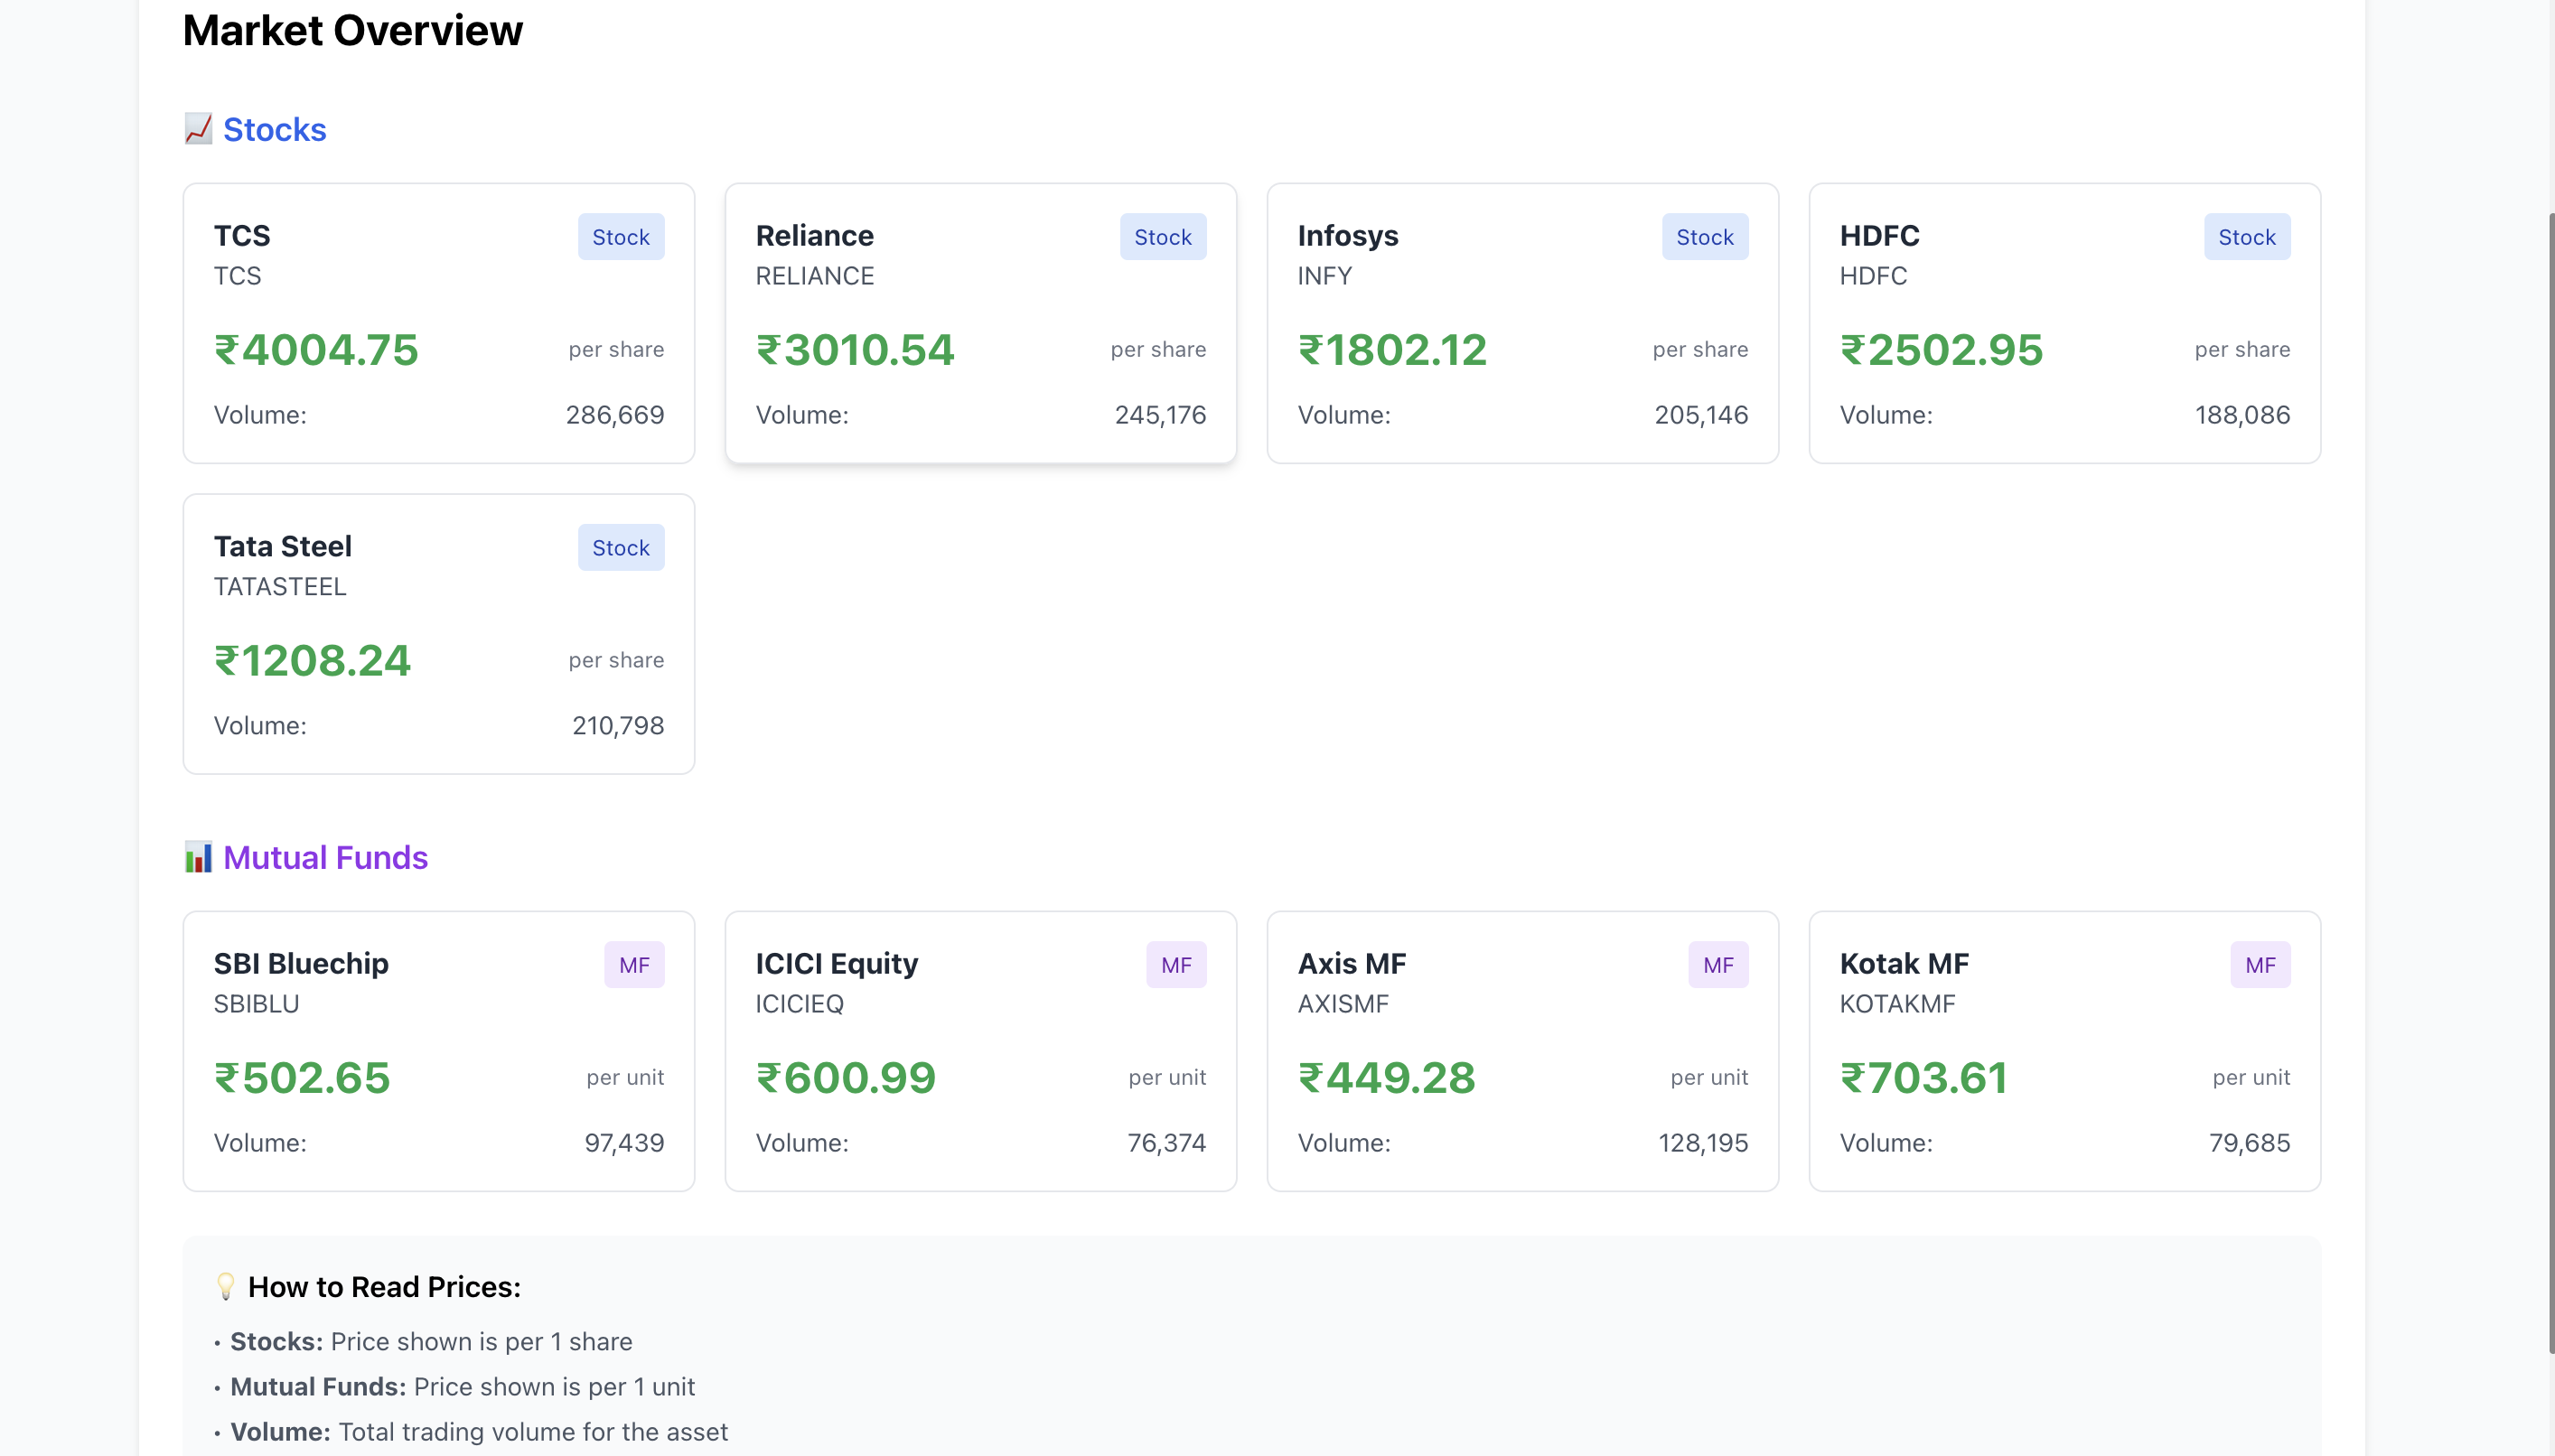 Market Overview
📈 Stocks
TCS Stock
TCS
₹4004.75 per share
Volume: 286,669
Reliance Stock
RELIANCE
₹3010.54 per share
Volume: 245,176
Infosys Stock
INFY
₹1802.12 per share
Volume: 205,146
HDFC Stock
HDFC
₹2502.95 per share
Volume: 188,086
Tata Steel Stock
TATASTEEL
₹1208.24 per share
Volume: 210,798
📊 Mutual Funds
SBI Bluechip MF
SBIBLU
₹502.65 per unit
Volume: 97,439
ICICI Equity MF
ICICIEQ
₹600.99 per unit
Volume: 76,374
Axis MF MF
AXISMF
₹449.28 per unit
Volume: 128,195
Kotak MF MF
KOTAKMF
₹703.61 per unit
Volume: 79,685
💡 How to Read Prices:
• Stocks: Price shown is per 1 share
• Mutual Funds: Price shown is per 1 unit
• Volume: Total trading volume for the asset